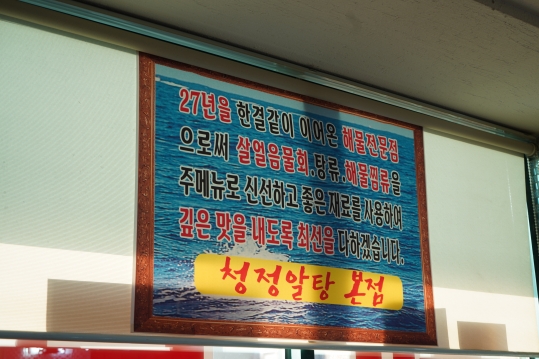 27년을 한결같이 이어온 해물전문점
으로써 살얼음물회.탕류.해물찜류을
주메뉴로 신선하고 좋은 재료를 사용하여
깊은 맛을 내도록 최선을 다하겠습니다.
청정알탕 본점